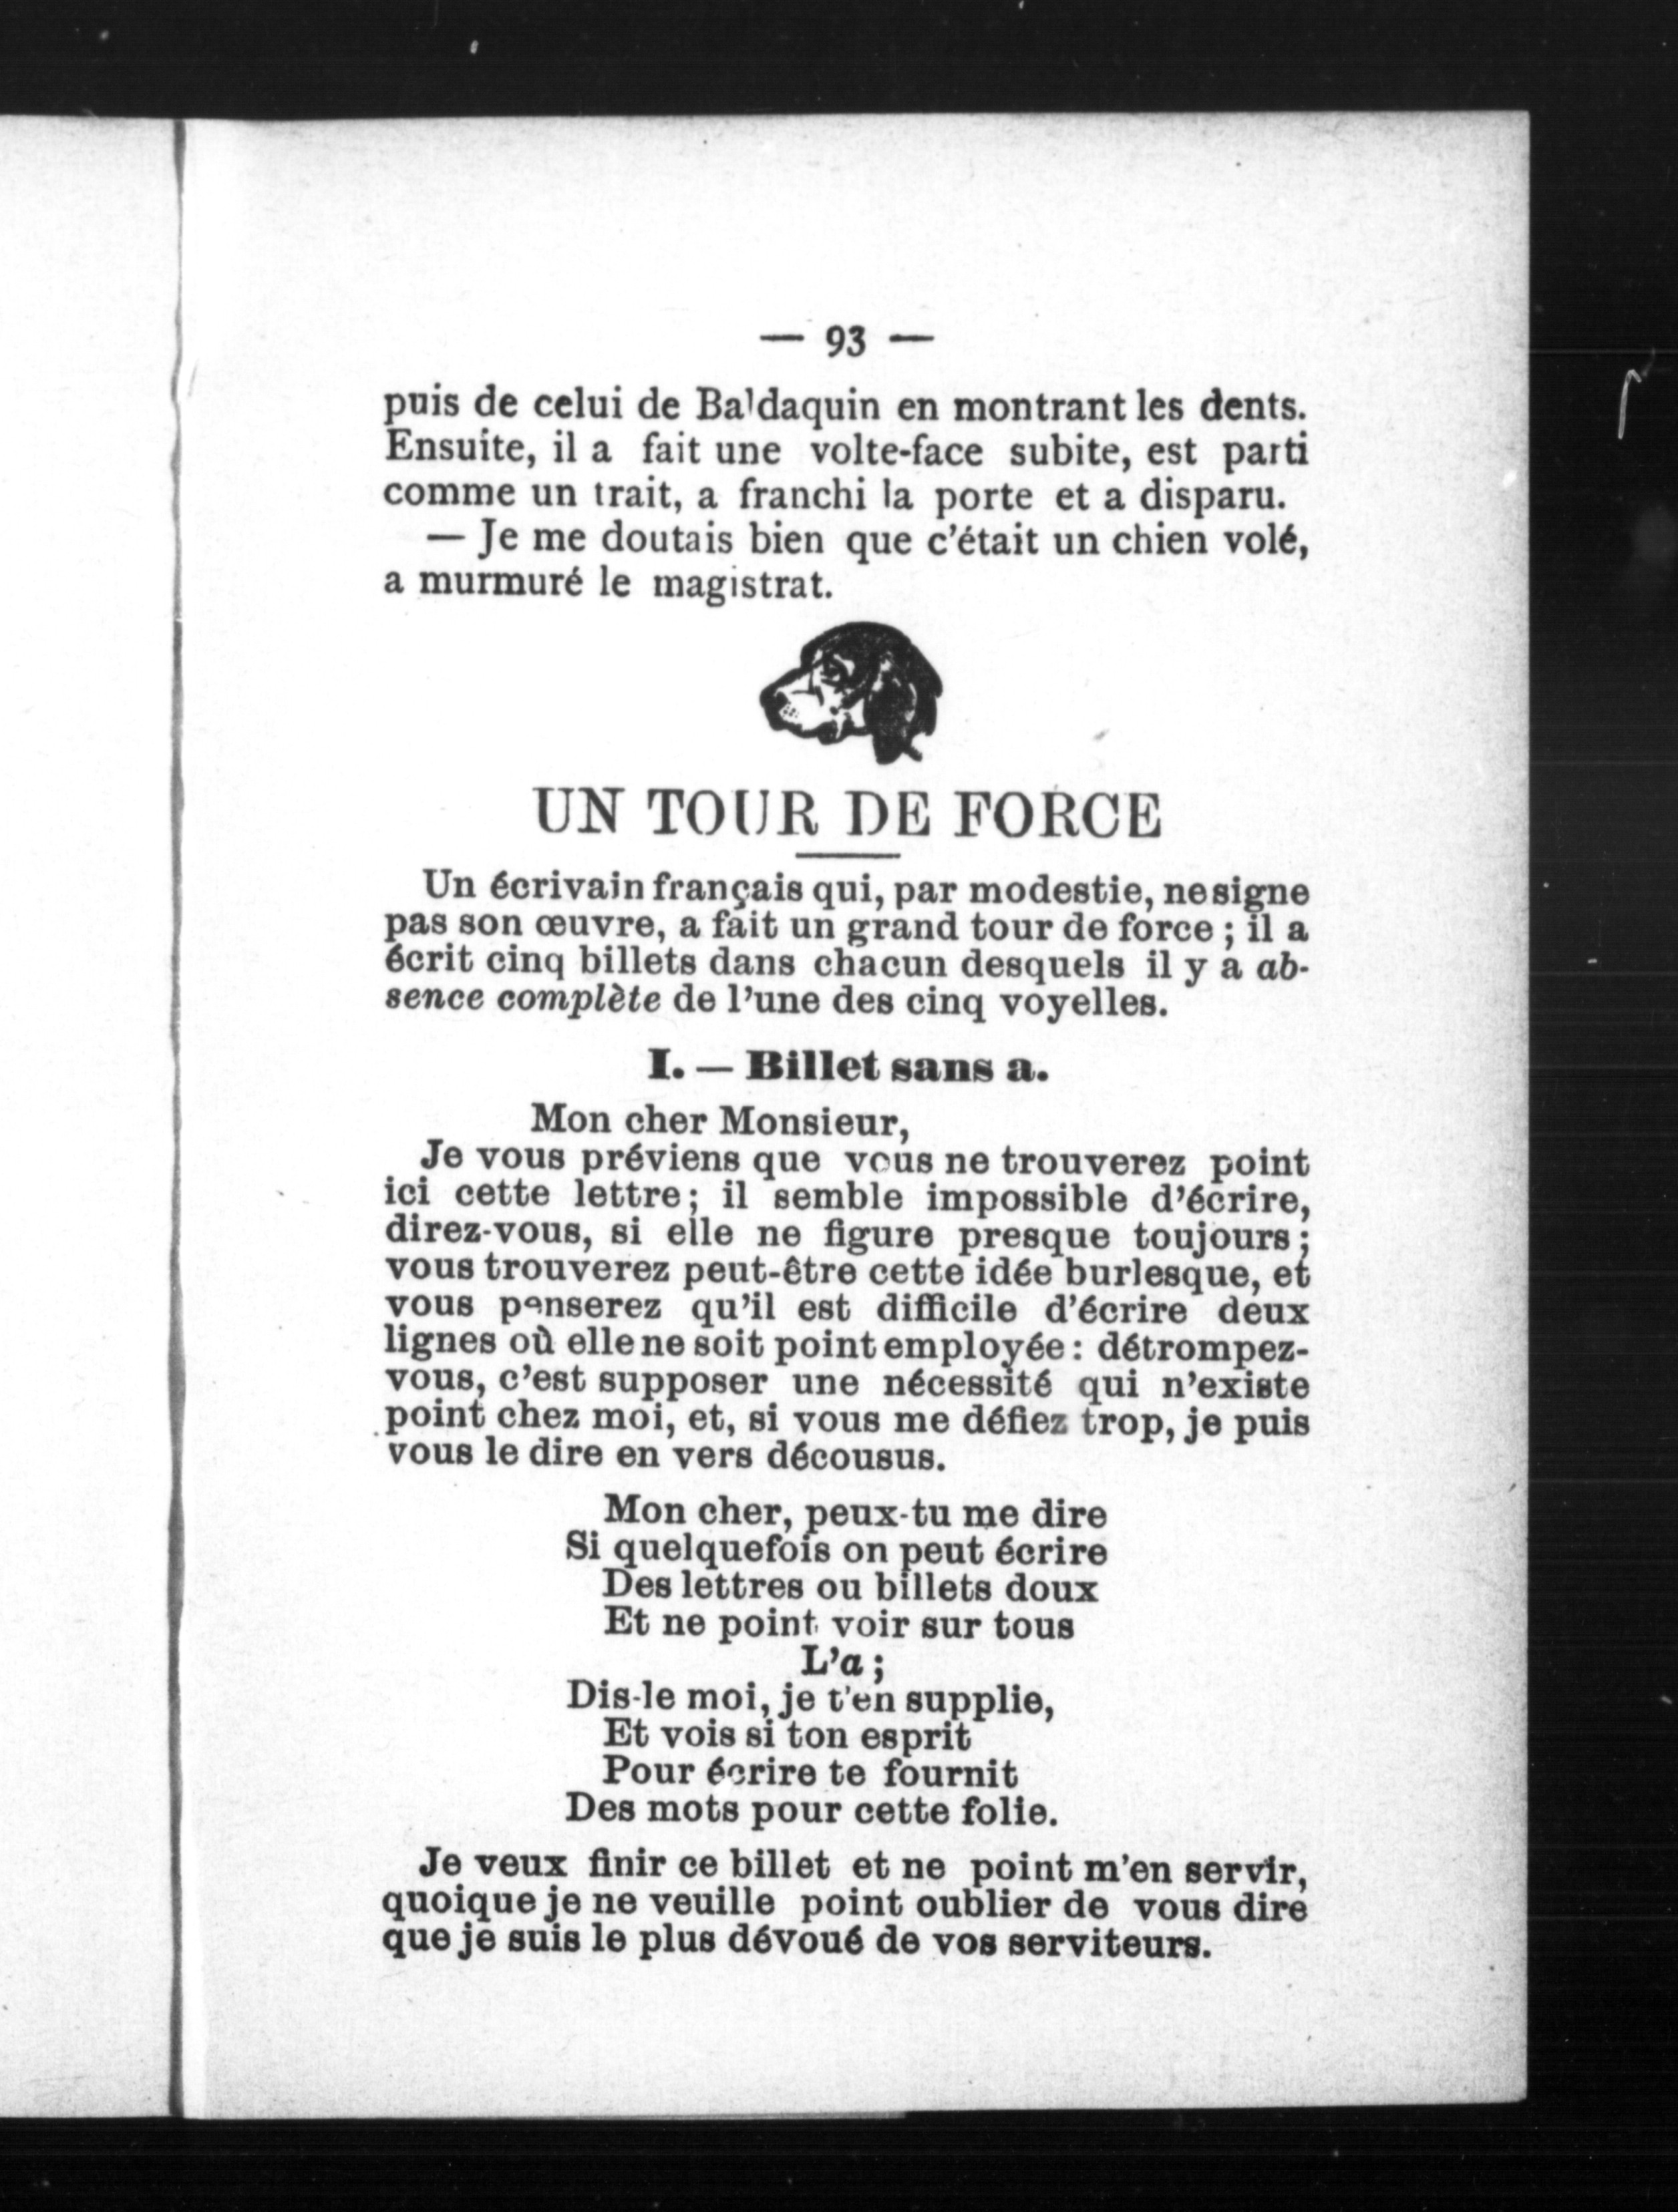 — 93 —
puis de celui de Baldaquin en montrant les dents.
Ensuite, il a fait une volte-face subite, est parti
comme un trait, a franchi la porte et a disparu.
— Je me doutais bien que c'était un chien volé,
a murmuré le magistrat.
UN TOUR DE FORCE
Un écrivain français qui, par modestie, ne signe
pas son œuvre, a fait un grand tour de force ; il a
écrit cinq billets dans chacun desquels il y a ab-
sence complète de l'une des cinq voyelles.
I. — Billet sans a.
Mon cher Monsieur,
Je vous préviens que vous ne trouverez point
ici cette lettre; il semble impossible d'écrire,
direz-vous, si elle ne figure presque toujours;
vous trouverez peut-être cette idée burlesque, et
vous penserez qu'il est difficile d'écrire deux
lignes où elle ne soit point employée : détrompez-
vous, c'est supposer une nécessité qui n'existe
point chez moi, et, si vous me défiez trop, je puis
vous le dire en vers décousus.
Mon cher, peux-tu me dire
Si quelquefois on peut écrire
Des lettres ou billets doux
Et ne point voir sur tous
L'a ;
Dis-le moi, je t'en supplie,
Et vois si ton esprit
Pour écrire te fournit
Des mots pour cette folie.
Je veux finir ce billet et ne point m'en servir,
quoique je ne veuille point oublier de vous dire
que je suis le plus dévoué de vos serviteurs.